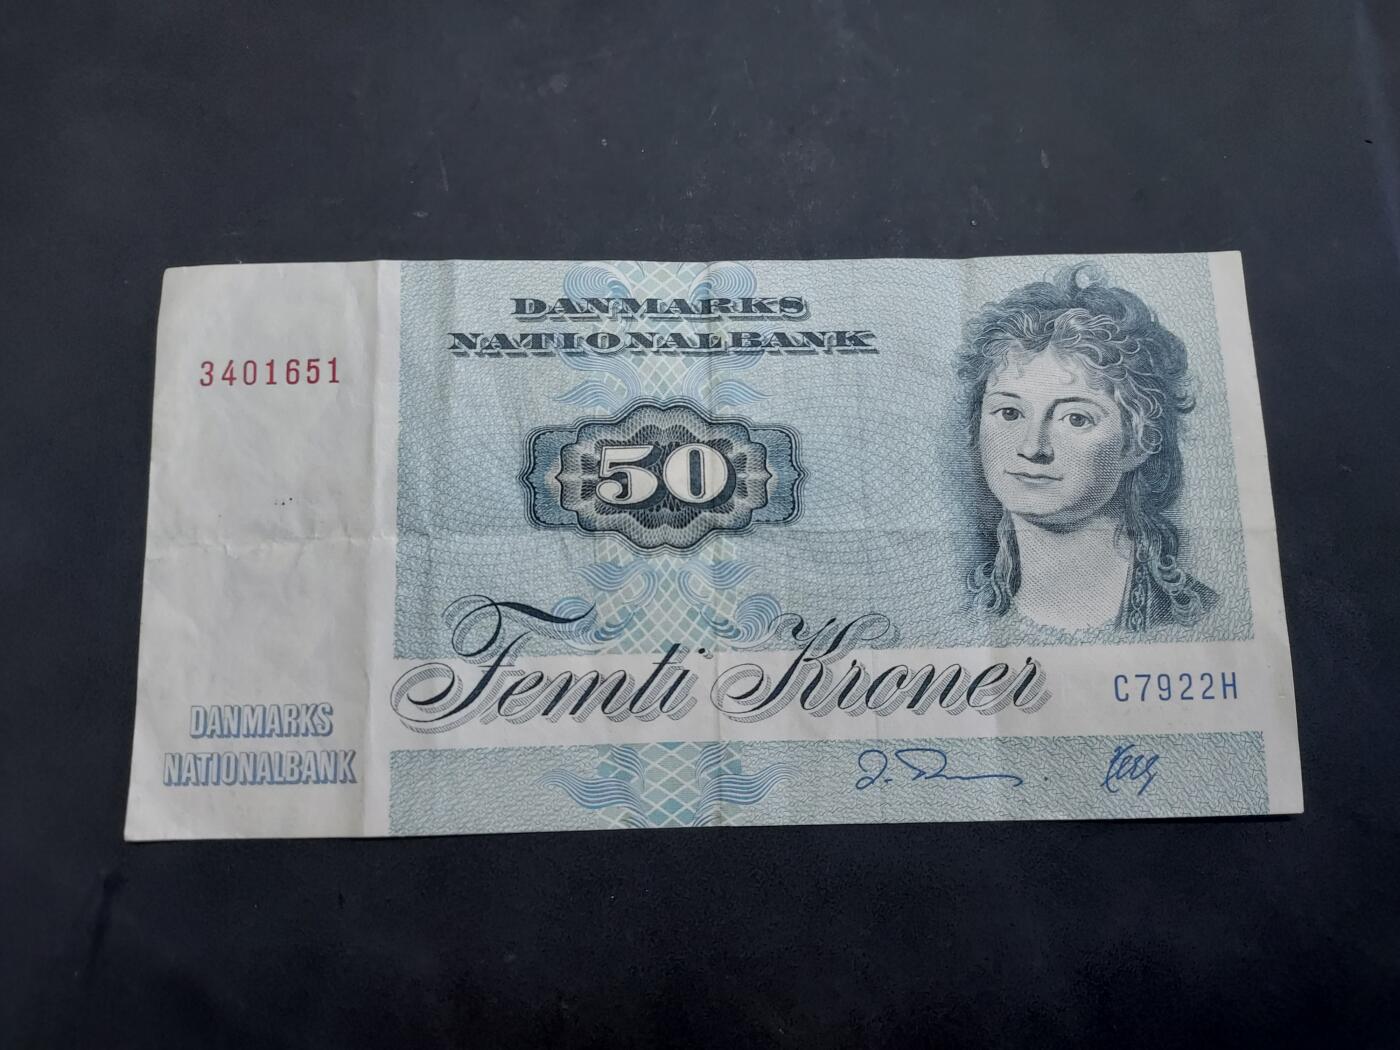 DANMARKS
NATIONALBANK
3401651
50
Femti Kroner
C7922H
DANMARKS
NATIONALBANK